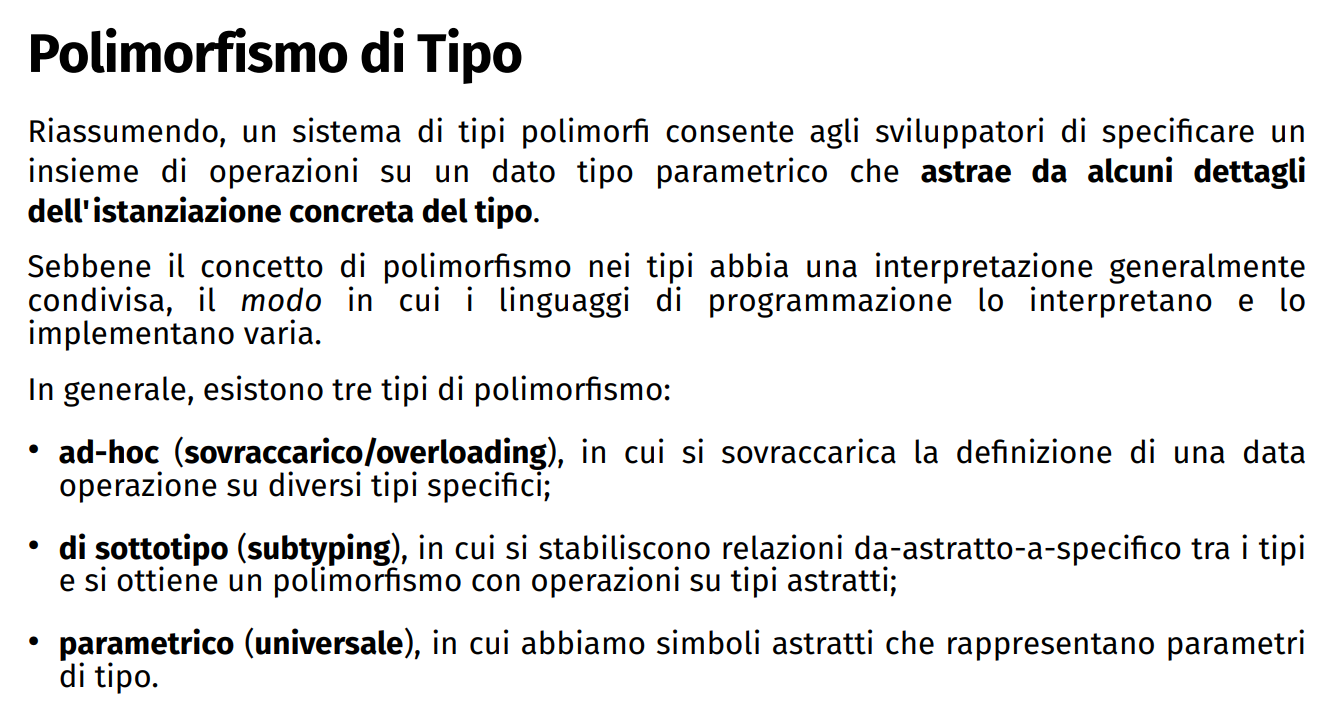 Polimorfismo di Tipo
Riassumendo, un sistema di tipi polimorfi consente agli sviluppatori di specificare un
insieme di operazioni su un dato tipo parametrico che astrae da alcuni dettagli
dell'istanziazione concreta del tipo.
Sebbene il concetto di polimorfismo nei tipi abbia una interpretazione generalmente
condivisa, il modo in cui i linguaggi di programmazione lo interpretano e lo
implementano varia.
In generale, esistono tre tipi di polimorfismo:
• ad-hoc (sovraccarico/overloading), in cui si sovraccarica la definizione di una data
operazione su diversi tipi specifici;
• di sottotipo (subtyping), in cui si stabiliscono relazioni da-astratto-a-specifico tra i tipi
e si ottiene un polimorfismo con operazioni su tipi astratti;
• parametrico (universale), in cui abbiamo simboli astratti che rappresentano parametri
di tipo.